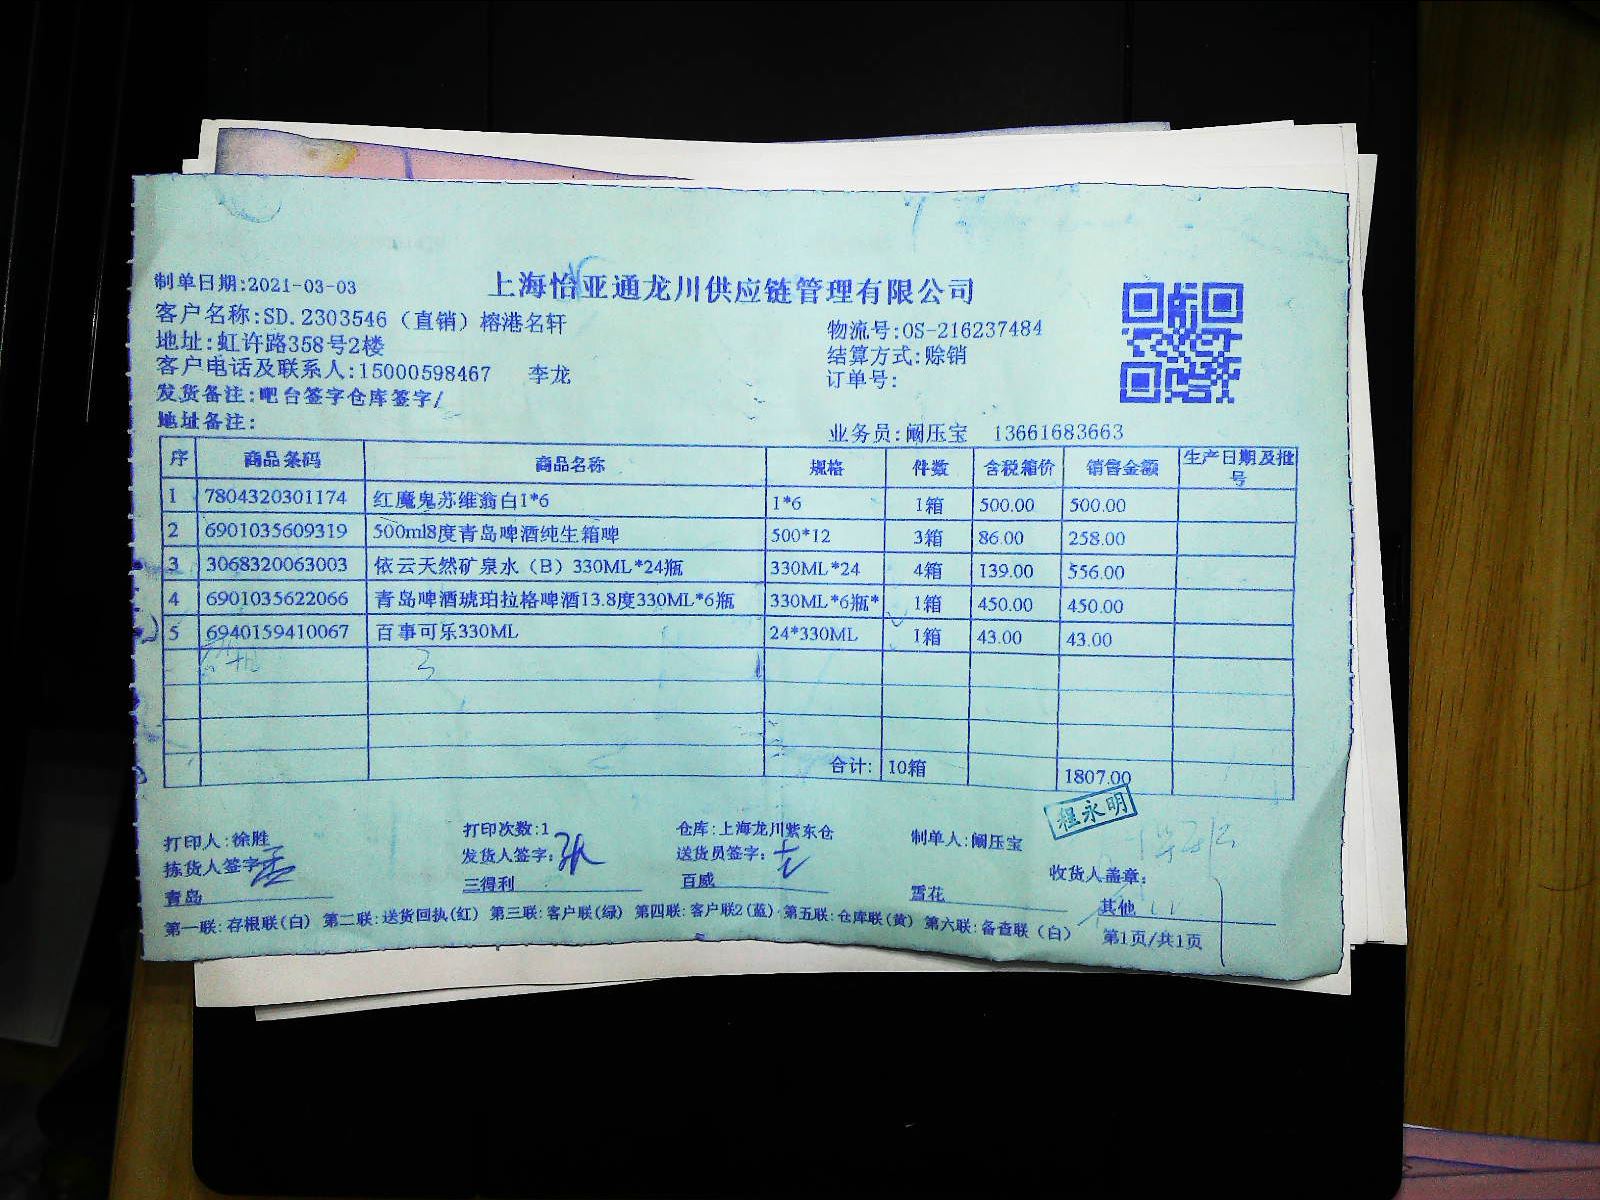 制单日期:2021-03-03 上海怡亚通龙川供应链管理有限公司
客户名称:SD.2303546（直销）榕港名轩
物流号:OS-216237484
地址:虹许路358号2楼
结算方式:赊销
客户电话及联系人:15000598467 李龙
订单号:
发货备注:吧台签字仓库签字/
地址备注:
业务员:阚压宝 13661683663
序 商品条码 商品名称 规格 件数 含税箱价 销售金额 生产日期及批号
1 7804320301174 红魔鬼苏维翁白1*6 1*6 1箱 500.00 500.00
2 6901035609319 500ml8度青岛啤酒纯生箱啤 500*12 3箱 86.00 258.00
3 3068320063003 依云天然矿泉水（B）330ML*24瓶 330ML*24 4箱 139.00 556.00
4 6901035622066 青岛啤酒琥珀拉格啤酒13.8度330ML*6瓶 330ML*6瓶* 1箱 450.00 450.00
5 6940159410067 百事可乐330ML 24*330ML 1箱 43.00 43.00
合计: 10箱 1807.00
程永明
打印人:徐胜 打印次数:1 仓库:上海龙川紫东仓 制单人:阚压宝
拣货人签字: 发货人签字: 送货员签字: 收货人盖章:
青岛 三得利 百威 雪花 其他
第一联:存根联(白) 第二联:送货回执(红) 第三联:客户联(绿) 第四联:客户联2(蓝) 第五联:仓库联(黄) 第六联:备查联（白） 第1页/共1页